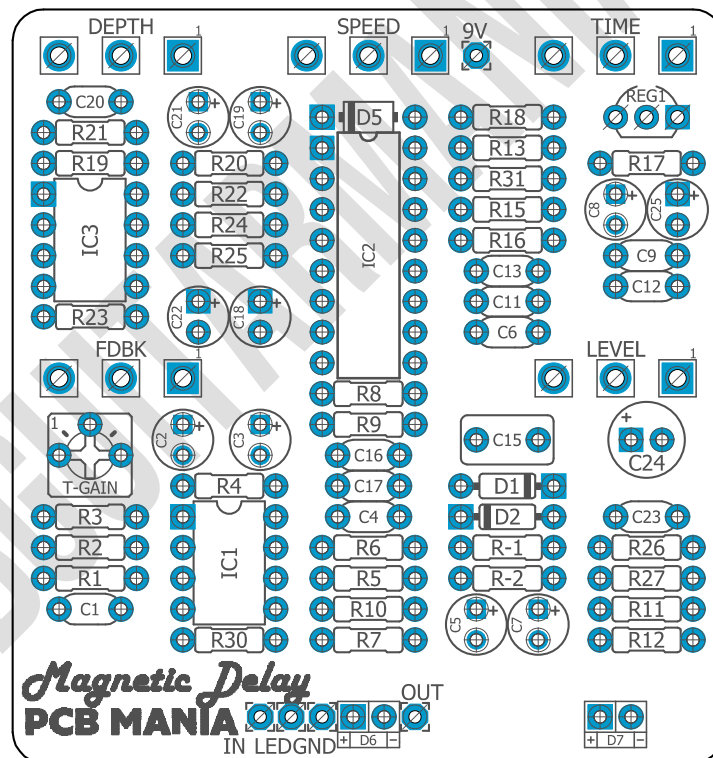 DEPTH 1 SPEED 1 9V TIME 1
C20 C21 + C19 + D5 R18 REG1
R21 R13
R19 R20 R31 R17
R22 R15 C8 + C25 +
R24 R16
IC3 R25 IC2 C13 C9
C22 + C18 + C11 C12
R23 C6
FDBK 1 LEVEL 1
R8
1 C2 + C3 + R9 +
C16 C15 C24
T-GAIN R4 C17 D1
R3 C4 D2 C23
R2 IC1 R6 R-1 R26
R1 R5 R-2 R27
C1 R10 C5 + C7 + R11
R30 R7 R12
Magnetic Delay
PCB MANIA OUT
IN LED GND + D6 - + D7 -
GUITARMANIA